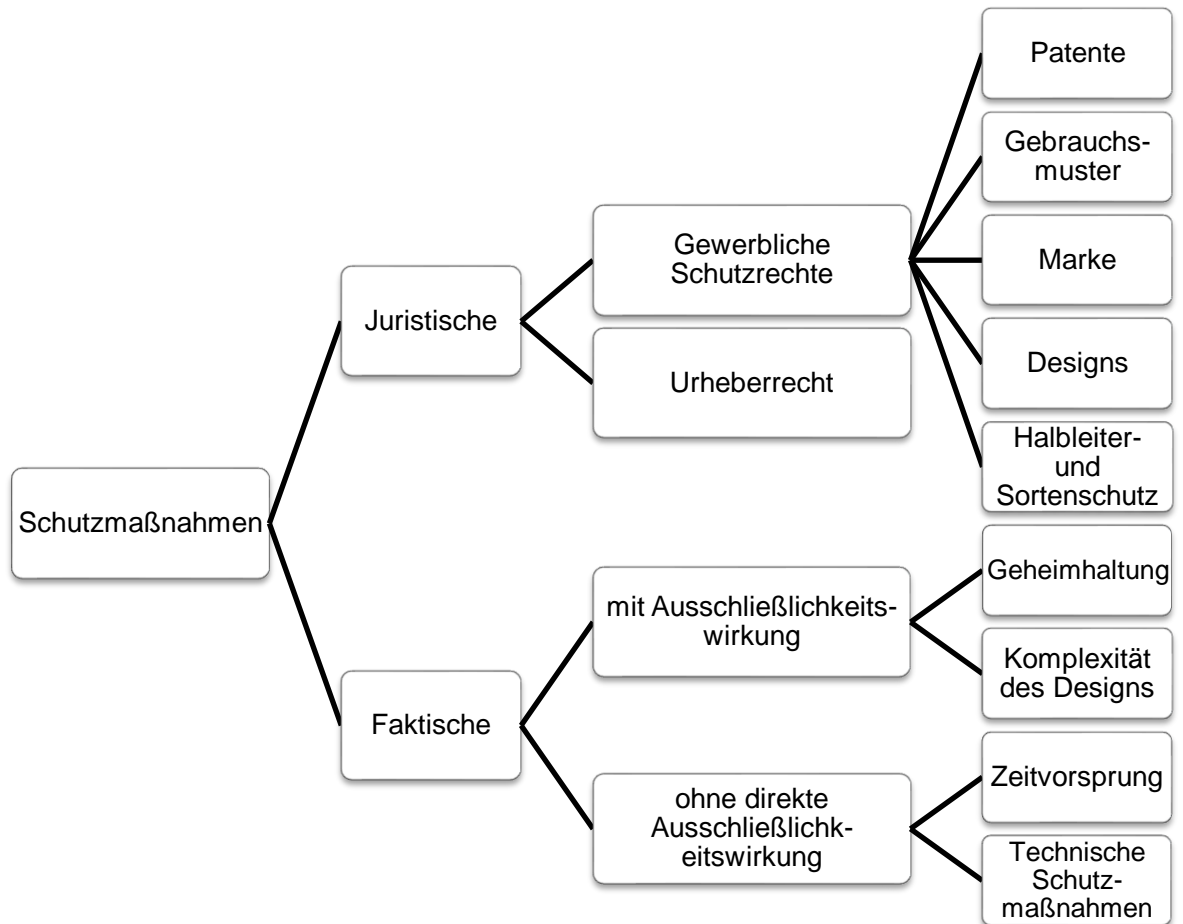 Patente
Gebrauchs-
muster
Gewerbliche
Schutzrechte
Marke
Juristische
Designs
Urheberrecht
Halbleiter-
und
Sortenschutz
Schutzmaßnahmen
Geheimhaltung
mit Ausschließlichkeits-
wirkung
Komplexität
des Designs
Faktische
Zeitvorsprung
ohne direkte
Ausschließlichk-
eitswirkung
Technische
Schutz-
maßnahmen